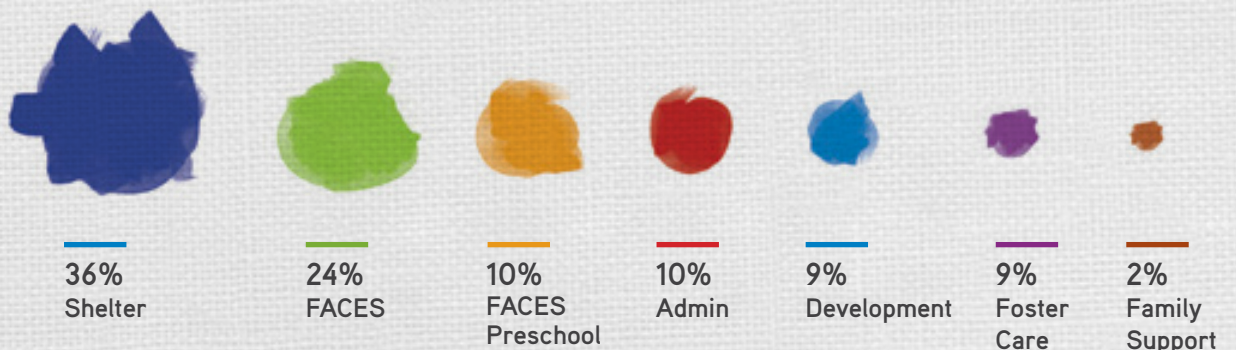 36%
Shelter
24%
FACES
10%
FACES
Preschool
10%
Admin
9%
Development
9%
Foster
Care
2%
Family
Support